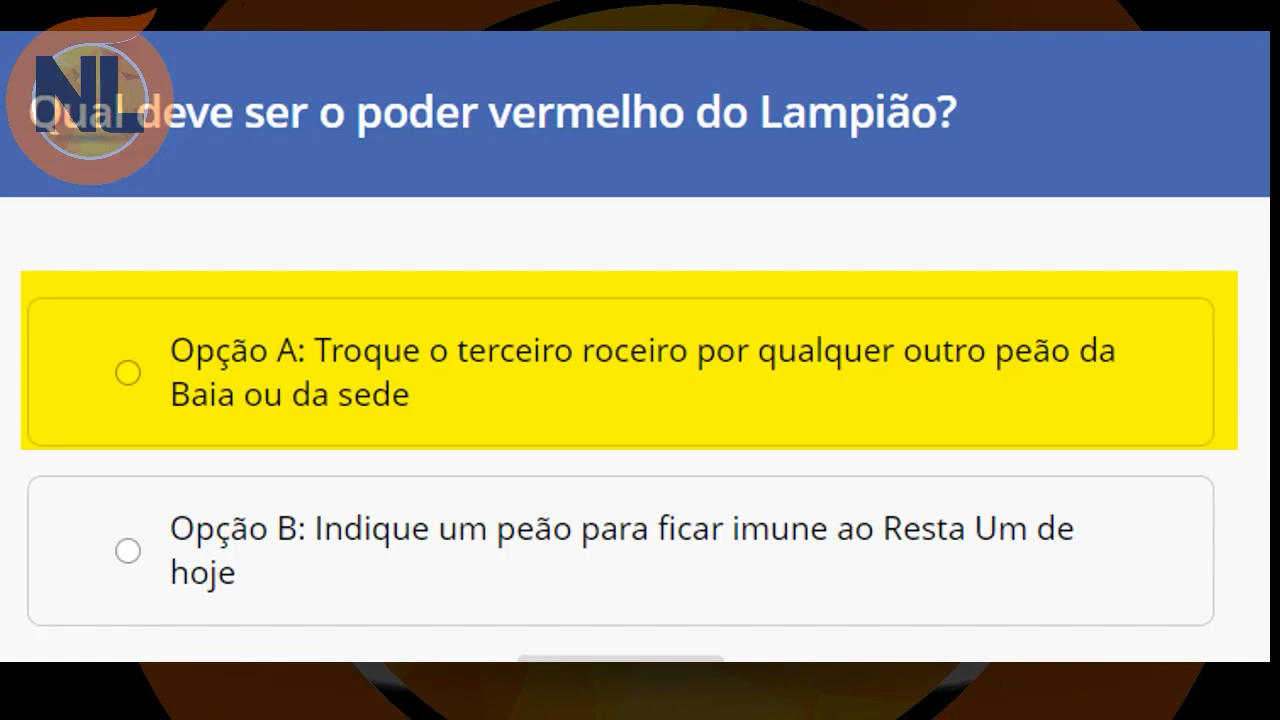 NL
Qual deve ser o poder vermelho do Lampião?
Opção A: Troque o terceiro roceiro por qualquer outro peão da
Baia ou da sede
Opção B: Indique um peão para ficar imune ao Resta Um de
hoje